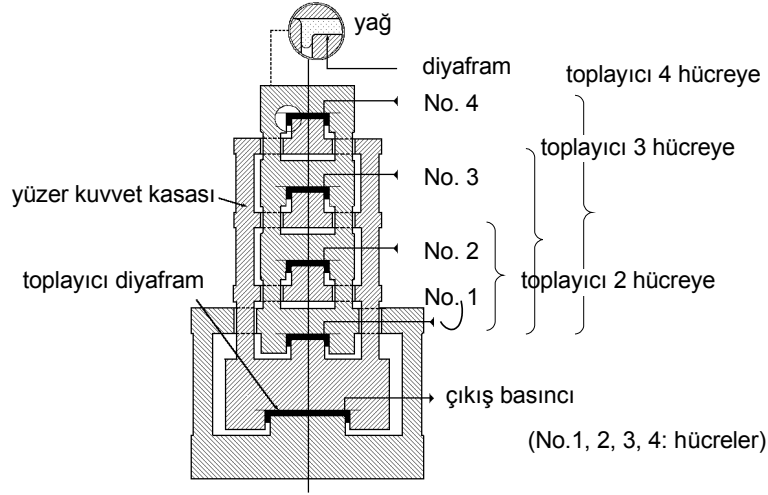 yağ
diyafram
toplayıcı 4 hücreye
No. 4
toplayıcı 3 hücreye
No. 3
yüzer kuvvet kasası
No. 2
toplayıcı diyafram
toplayıcı 2 hücreye
No. 1
çıkış basıncı
(No.1, 2, 3, 4: hücreler)